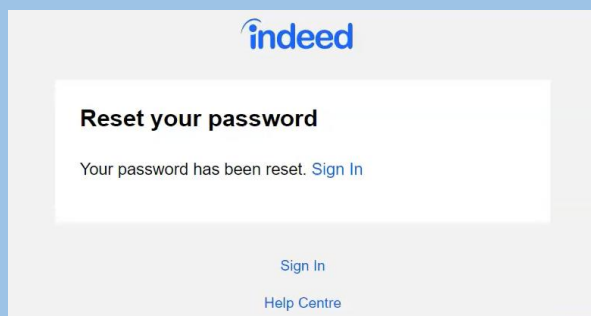 indeed
Reset your password
Your password has been reset. Sign In
Sign In
Help Centre